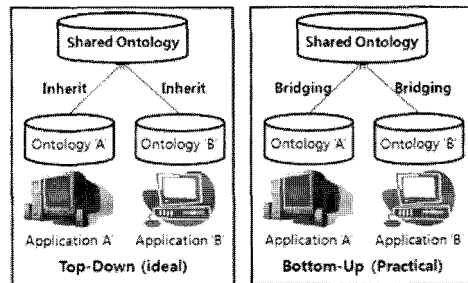 Shared Ontology
Inherit Inherit
Ontology 'A' Ontology 'B'
Application A' Application 'B'
Top-Down (ideal)
Shared Ontology
Bridging Bridging
Ontology 'A' Ontology 'B'
Application A' Application 'B'
Bottom-Up (Practical)